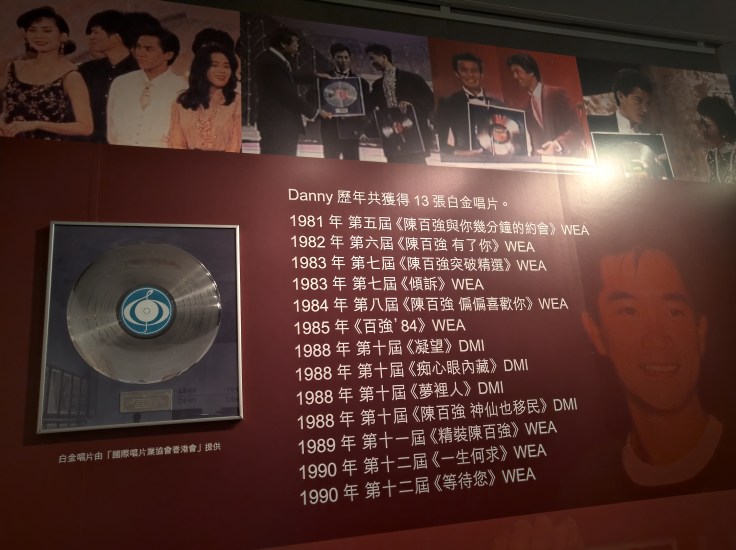 Danny 歷年共獲得 13 張白金唱片。
1981 年 第五屆《陳百強與你幾分鐘的約會》WEA
1982 年 第六屆《陳百強 有了你》WEA
1983 年 第七屆《陳百強突破精選》WEA
1983 年 第七屆《傾訴》WEA
1984 年 第八屆《陳百強 偏偏喜歡你》WEA
1985 年《百強’84》WEA
1988 年 第十屆《凝望》DMI
1988 年 第十屆《痴心眼內藏》DMI
1988 年 第十屆《夢裡人》DMI
1988 年 第十屆《陳百強 神仙也移民》DMI
1989 年 第十一屆《精裝陳百強》WEA
1990 年 第十二屆《一生何求》WEA
1990 年 第十二屆《等待您》WEA
白金唱片由「國際唱片業協會香港會」提供